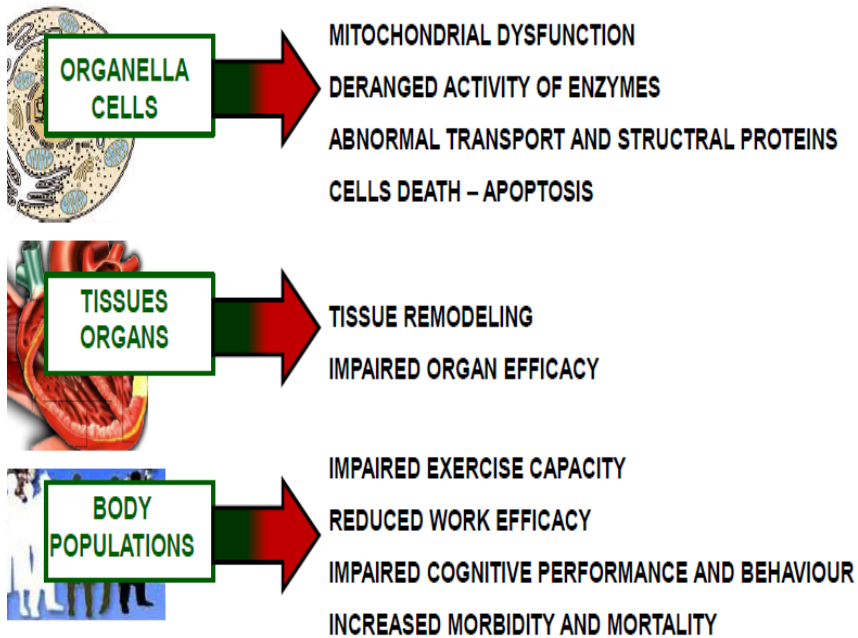 ORGANELLA
CELLS
MITOCHONDRIAL DYSFUNCTION
DERANGED ACTIVITY OF ENZYMES
ABNORMAL TRANSPORT AND STRUCTRAL PROTEINS
CELLS DEATH – APOPTOSIS
TISSUES
ORGANS
TISSUE REMODELING
IMPAIRED ORGAN EFFICACY
BODY
POPULATIONS
IMPAIRED EXERCISE CAPACITY
REDUCED WORK EFFICACY
IMPAIRED COGNITIVE PERFORMANCE AND BEHAVIOUR
INCREASED MORBIDITY AND MORTALITY